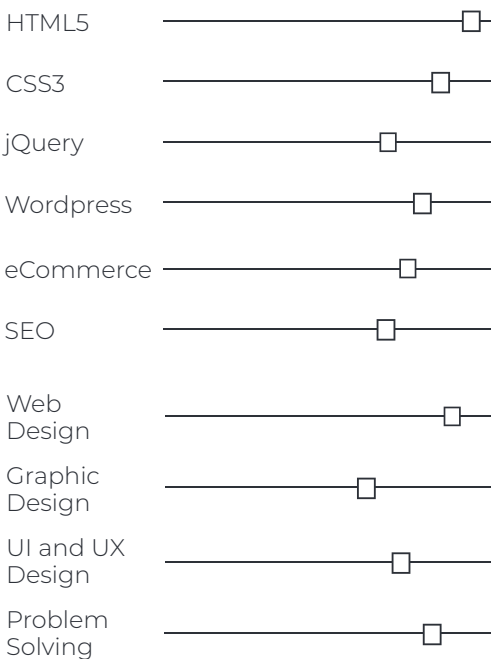 HTML5
CSS3
jQuery
Wordpress
eCommerce
SEO
Web
Design
Graphic
Design
UI and UX
Design
Problem
Solving